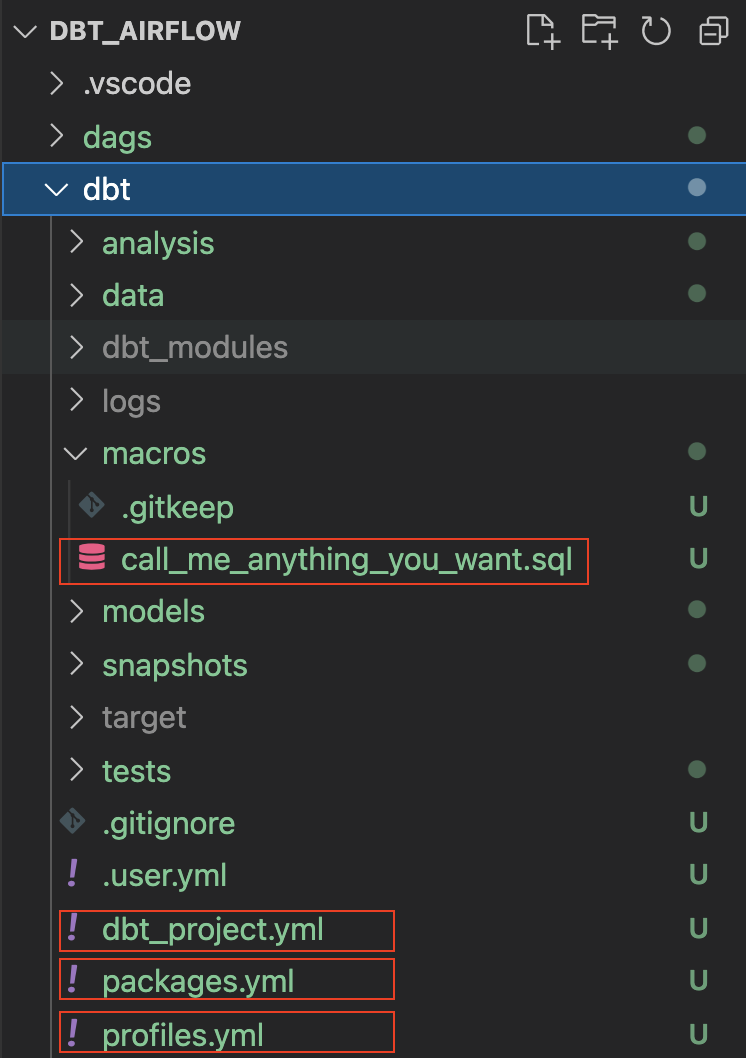 DBT_AIRFLOW
.vscode
dags
dbt
analysis
data
dbt_modules
logs
macros
.gitkeep U
call_me_anything_you_want.sql U
models
snapshots
target
tests
.gitignore U
.user.yml U
! dbt_project.yml U
! packages.yml U
! profiles.yml U